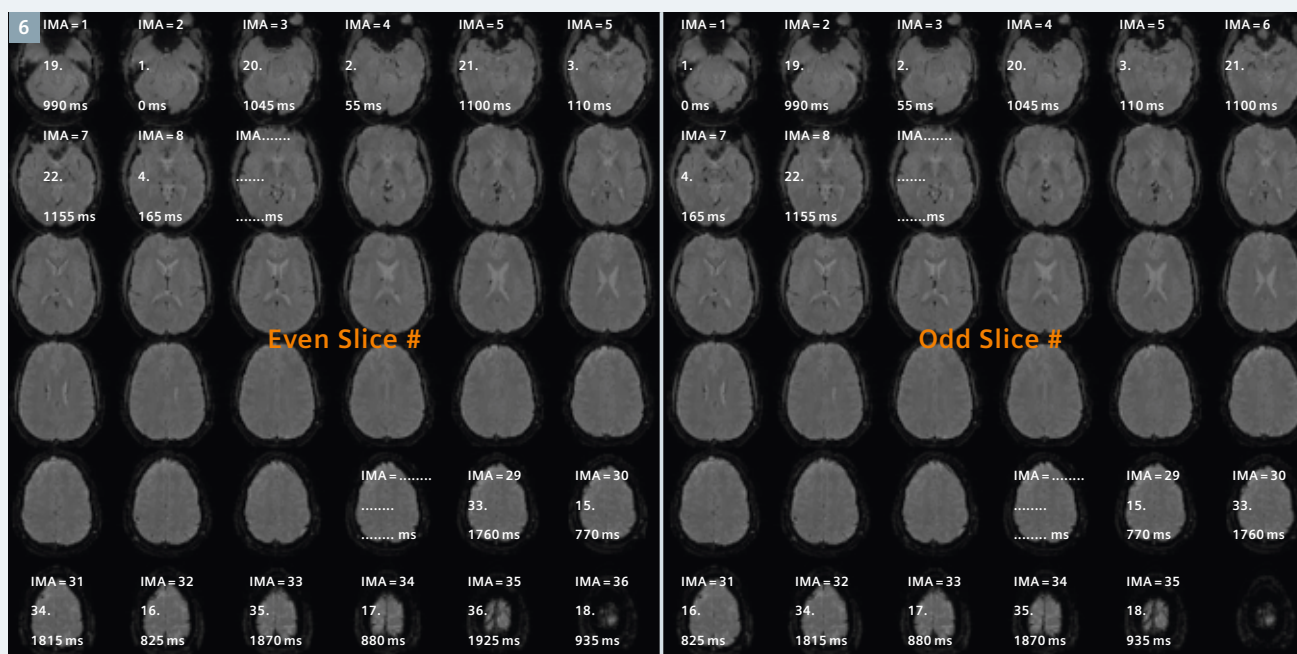 6
IMA=1 IMA=2 IMA=3 IMA=4 IMA=5 IMA=5
19. 1. 20. 2. 21. 3.
990 ms 0 ms 1045 ms 55 ms 1100 ms 110 ms
IMA=7 IMA=8 IMA.......
22. 4. .......
1155 ms 165 ms .......ms
Even Slice #
IMA=........ IMA=29 IMA=30
........ 33. 15.
........ ms 1760 ms 770 ms
IMA=31 IMA=32 IMA=33 IMA=34 IMA=35 IMA=36
34. 16. 35. 17. 36. 18.
1815 ms 825 ms 1870 ms 880 ms 1925 ms 935 ms
IMA=1 IMA=2 IMA=3 IMA=4 IMA=5 IMA=6
1. 19. 2. 20. 3. 21.
0 ms 990 ms 55 ms 1045 ms 110 ms 1100 ms
IMA=7 IMA=8 IMA.......
4. 22. .......
165 ms 1155 ms .......ms
Odd Slice #
IMA=........ IMA=29 IMA=30
........ 15. 33.
........ ms 770 ms 1760 ms
IMA=31 IMA=32 IMA=33 IMA=34 IMA=35
16. 34. 17. 35. 18.
825 ms 1815 ms 880 ms 1870 ms 935 ms